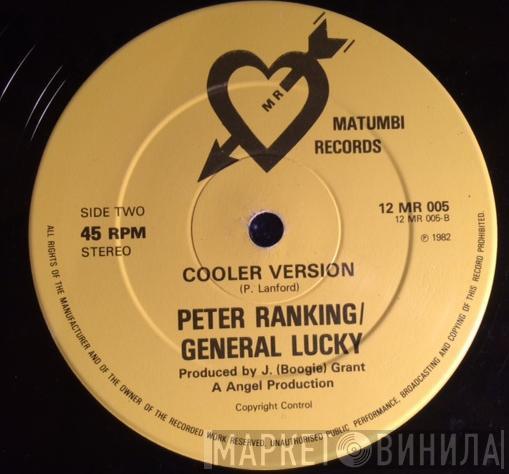 MR
MATUMBI
RECORDS
SIDE TWO
45 RPM
STEREO
12 MR 005
12 MR 005-B
℗ 1982
COOLER VERSION
(P. Lanford)
PETER RANKING/
GENERAL LUCKY
Produced by J. (Boogie) Grant
A Angel Production
Copyright Control
ALL RIGHTS OF THE MANUFACTURER AND OF THE OWNER OF THE RECORDED WORK RESERVED. UNAUTHORISED PUBLIC PERFORMANCE, BROADCASTING AND COPYING OF THIS RECORD PROHIBITED.
МАРКЕТ ВИНИЛА